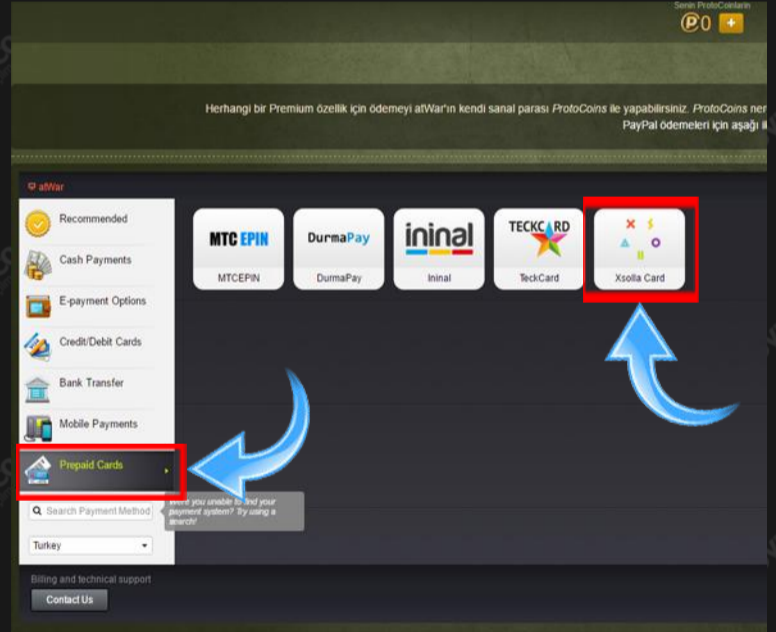 Senin ProtoCoinlarin
0 +
Herhangi bir Premium özellik için ödemeyi atWar'ın kendi sanal parası ProtoCoins ile yapabilirsiniz. ProtoCoins ner
PayPal ödemeleri için aşağı
atWar
Recommended
Cash Payments
E-payment Options
Credit/Debit Cards
Bank Transfer
Mobile Payments
Prepaid Cards
MTC EPIN
MTCEPIN
DurmaPay
DurmaPay
ininal
Ininal
TECKCARD
TeckCard
Xsolla Card
Search Payment Method
Were you unable to find your
payment system? Try using a
search!
Turkey
Billing and technical support
Contact Us